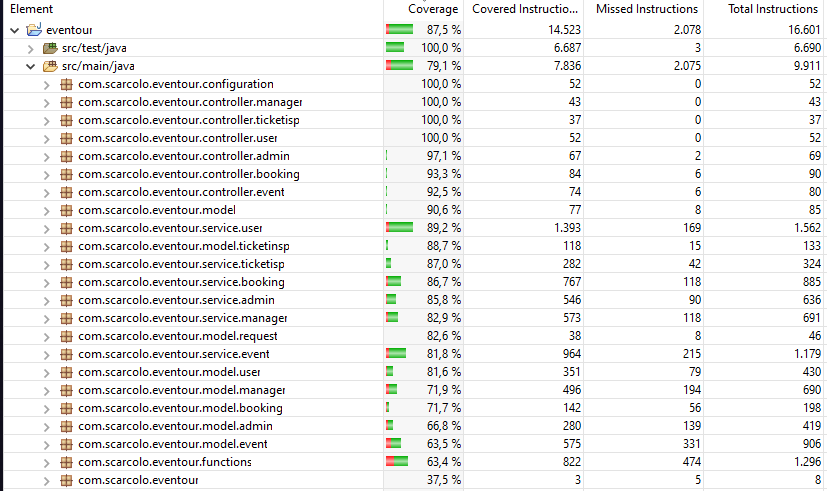 Element Coverage Covered Instructio... Missed Instructions Total Instructions
eventour 87,5 % 14.523 2.078 16.601
src/test/java 100,0 % 6.687 3 6.690
src/main/java 79,1 % 7.836 2.075 9.911
com.scarcolo.eventour.configuration 100,0 % 52 0 52
com.scarcolo.eventour.controller.manager 100,0 % 43 0 43
com.scarcolo.eventour.controller.ticketisp 100,0 % 37 0 37
com.scarcolo.eventour.controller.user 100,0 % 52 0 52
com.scarcolo.eventour.controller.admin 97,1 % 67 2 69
com.scarcolo.eventour.controller.booking 93,3 % 84 6 90
com.scarcolo.eventour.controller.event 92,5 % 74 6 80
com.scarcolo.eventour.model 90,6 % 77 8 85
com.scarcolo.eventour.service.user 89,2 % 1.393 169 1.562
com.scarcolo.eventour.model.ticketinsp 88,7 % 118 15 133
com.scarcolo.eventour.service.ticketisp 87,0 % 282 42 324
com.scarcolo.eventour.service.booking 86,7 % 767 118 885
com.scarcolo.eventour.service.admin 85,8 % 546 90 636
com.scarcolo.eventour.service.manager 82,9 % 573 118 691
com.scarcolo.eventour.model.request 82,6 % 38 8 46
com.scarcolo.eventour.service.event 81,8 % 964 215 1.179
com.scarcolo.eventour.model.user 81,6 % 351 79 430
com.scarcolo.eventour.model.manager 71,9 % 496 194 690
com.scarcolo.eventour.model.booking 71,7 % 142 56 198
com.scarcolo.eventour.model.admin 66,8 % 280 139 419
com.scarcolo.eventour.model.event 63,5 % 575 331 906
com.scarcolo.eventour.functions 63,4 % 822 474 1.296
com.scarcolo.eventour 37,5 % 3 5 8